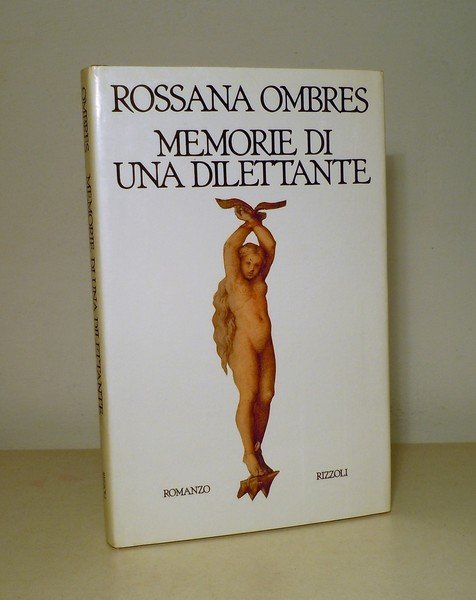 ROSSANA OMBRES
MEMORIE DI
UNA DILETTANTE
ROMANZO
RIZZOLI
OMBRES MEMORIE DI UNA DILETTANTE